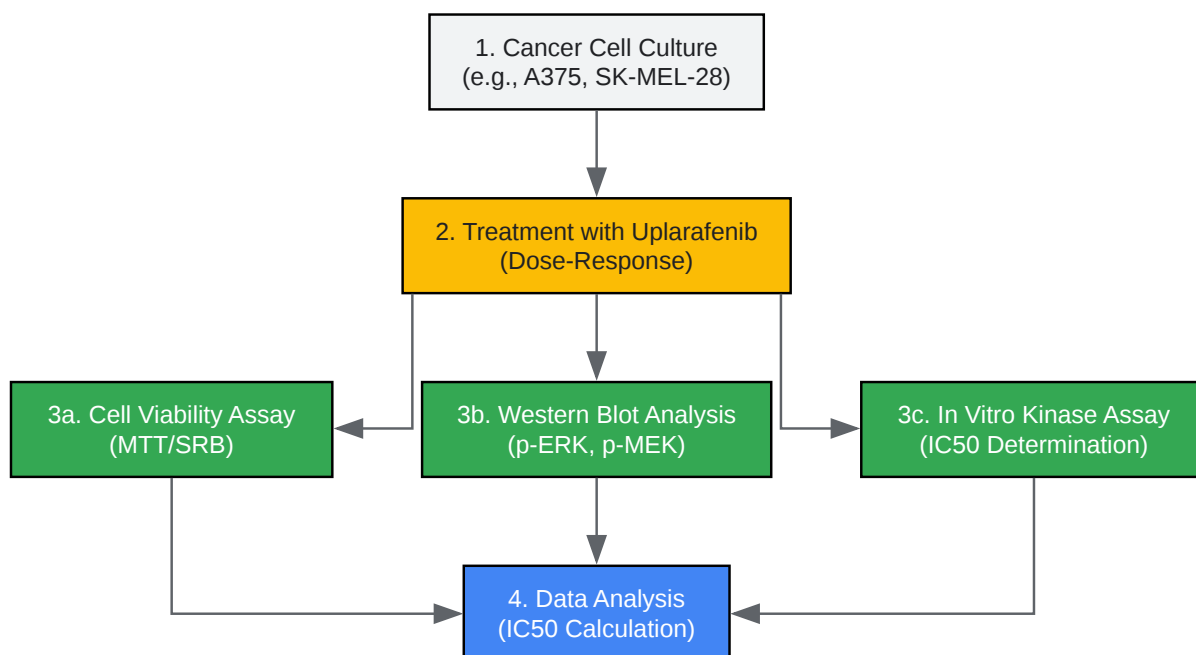 1. Cancer Cell Culture
(e.g., A375, SK-MEL-28)
2. Treatment with Uplarafenib
(Dose-Response)
3a. Cell Viability Assay
(MTT/SRB)
3b. Western Blot Analysis
(p-ERK, p-MEK)
3c. In Vitro Kinase Assay
(IC50 Determination)
4. Data Analysis
(IC50 Calculation)